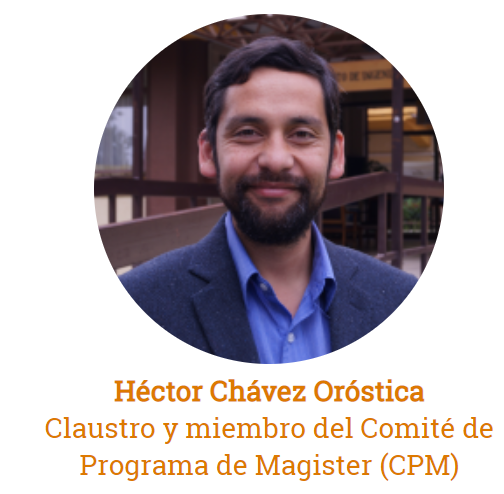 Héctor Chávez Oróstica
Claustro y miembro del Comité de
Programa de Magister (CPM)